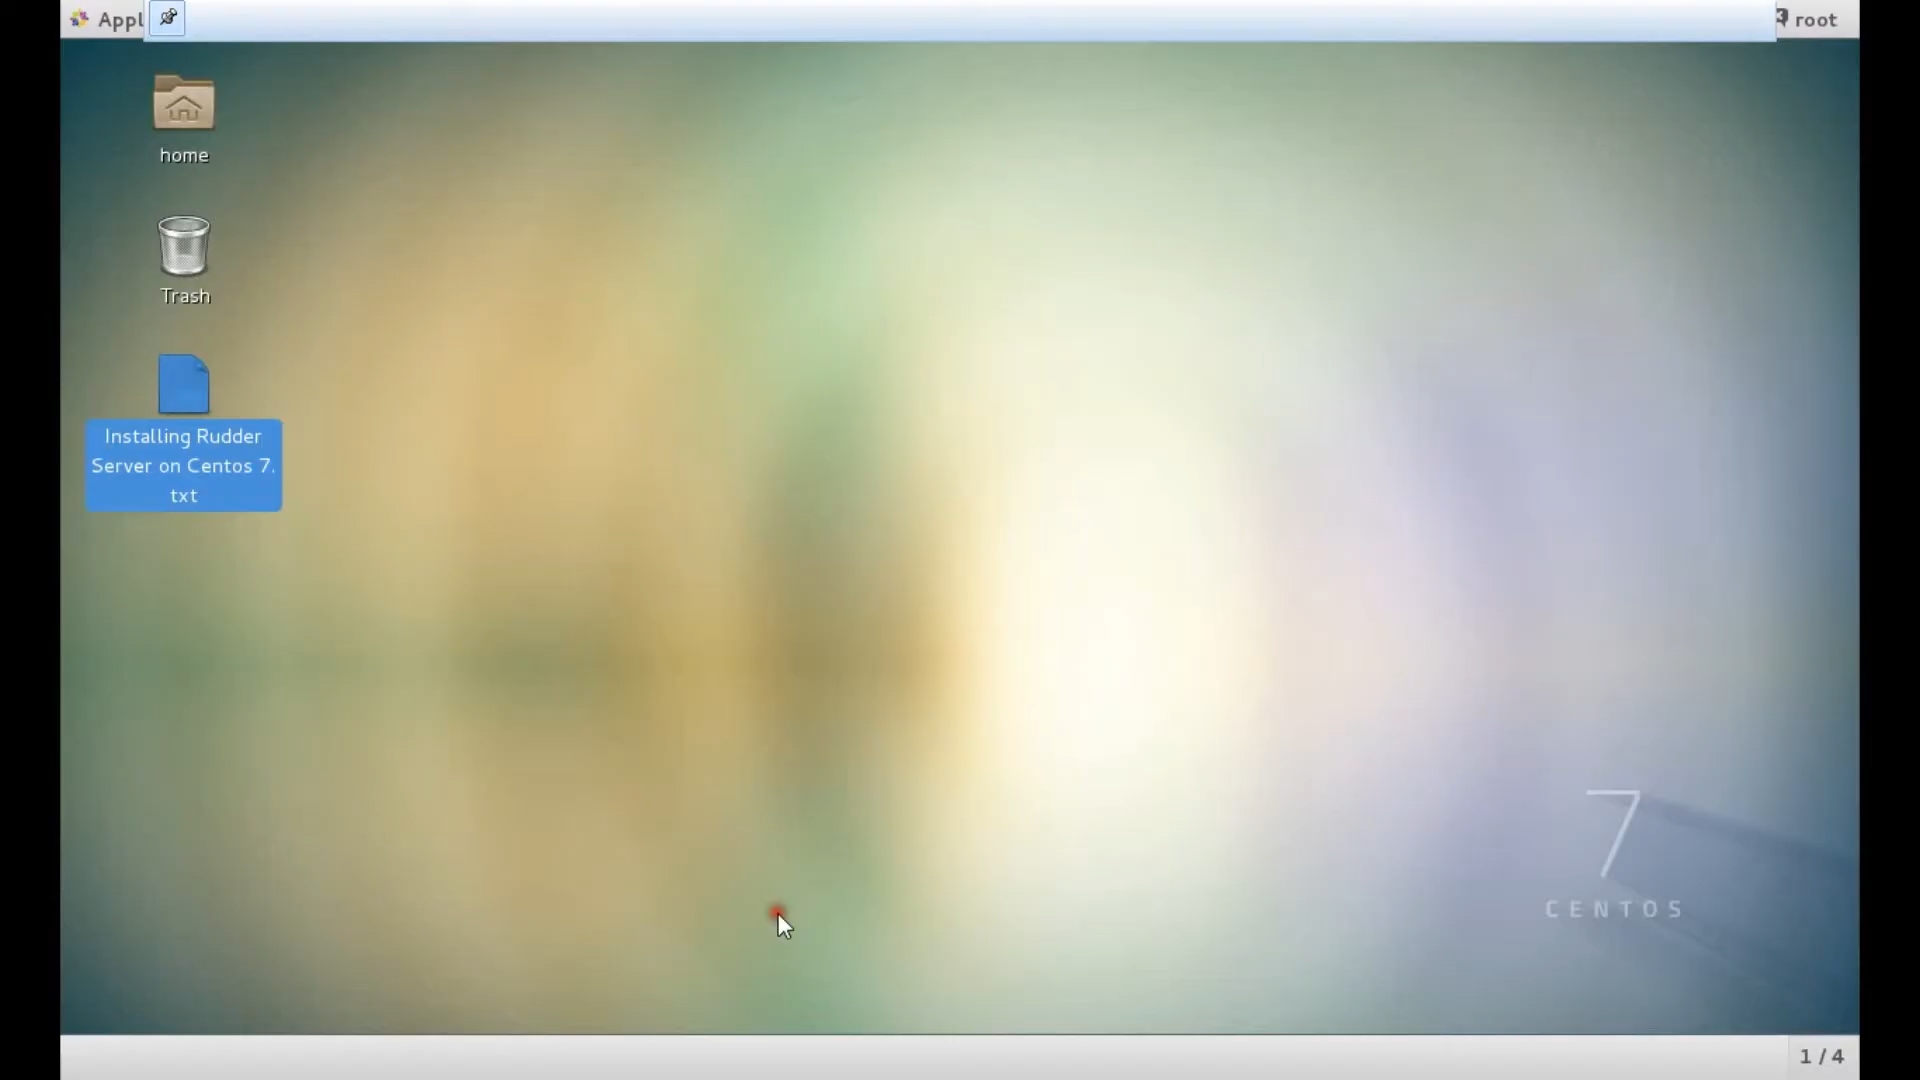 Appl
root
home
Trash
Installing Rudder
Server on Centos 7.
txt
7
CENTOS
1 / 4